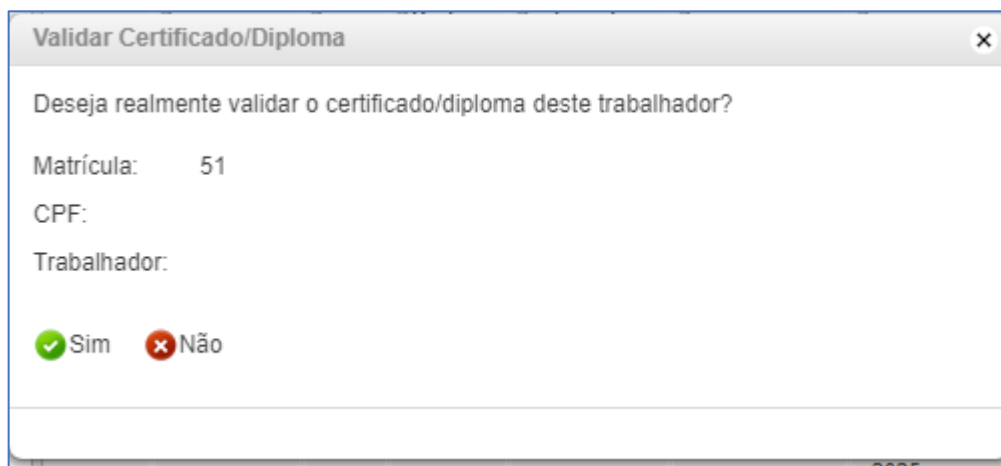 Validar Certificado/Diploma
Deseja realmente validar o certificado/diploma deste trabalhador?
Matrícula: 51
CPF:
Trabalhador:
Sim Não